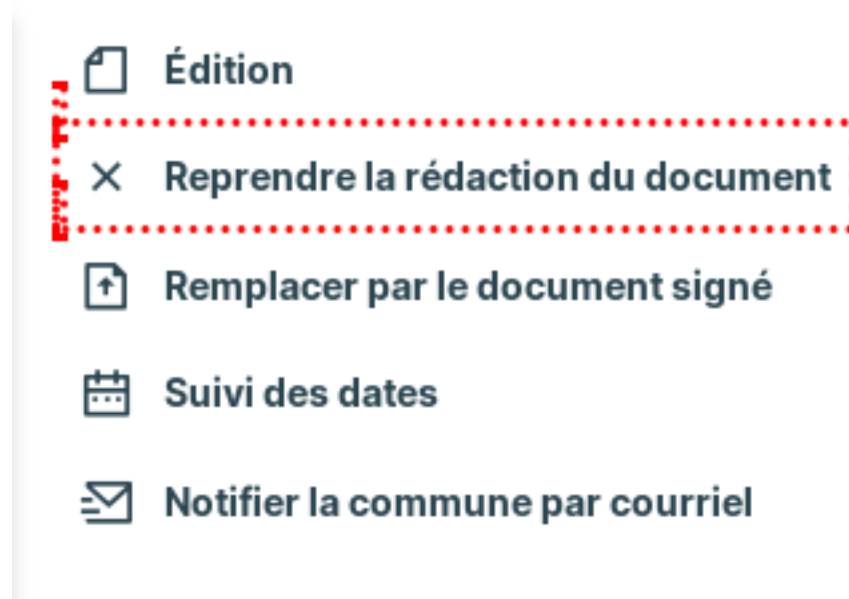 Édition
Reprendre la rédaction du document
Remplacer par le document signé
Suivi des dates
Notifier la commune par courriel